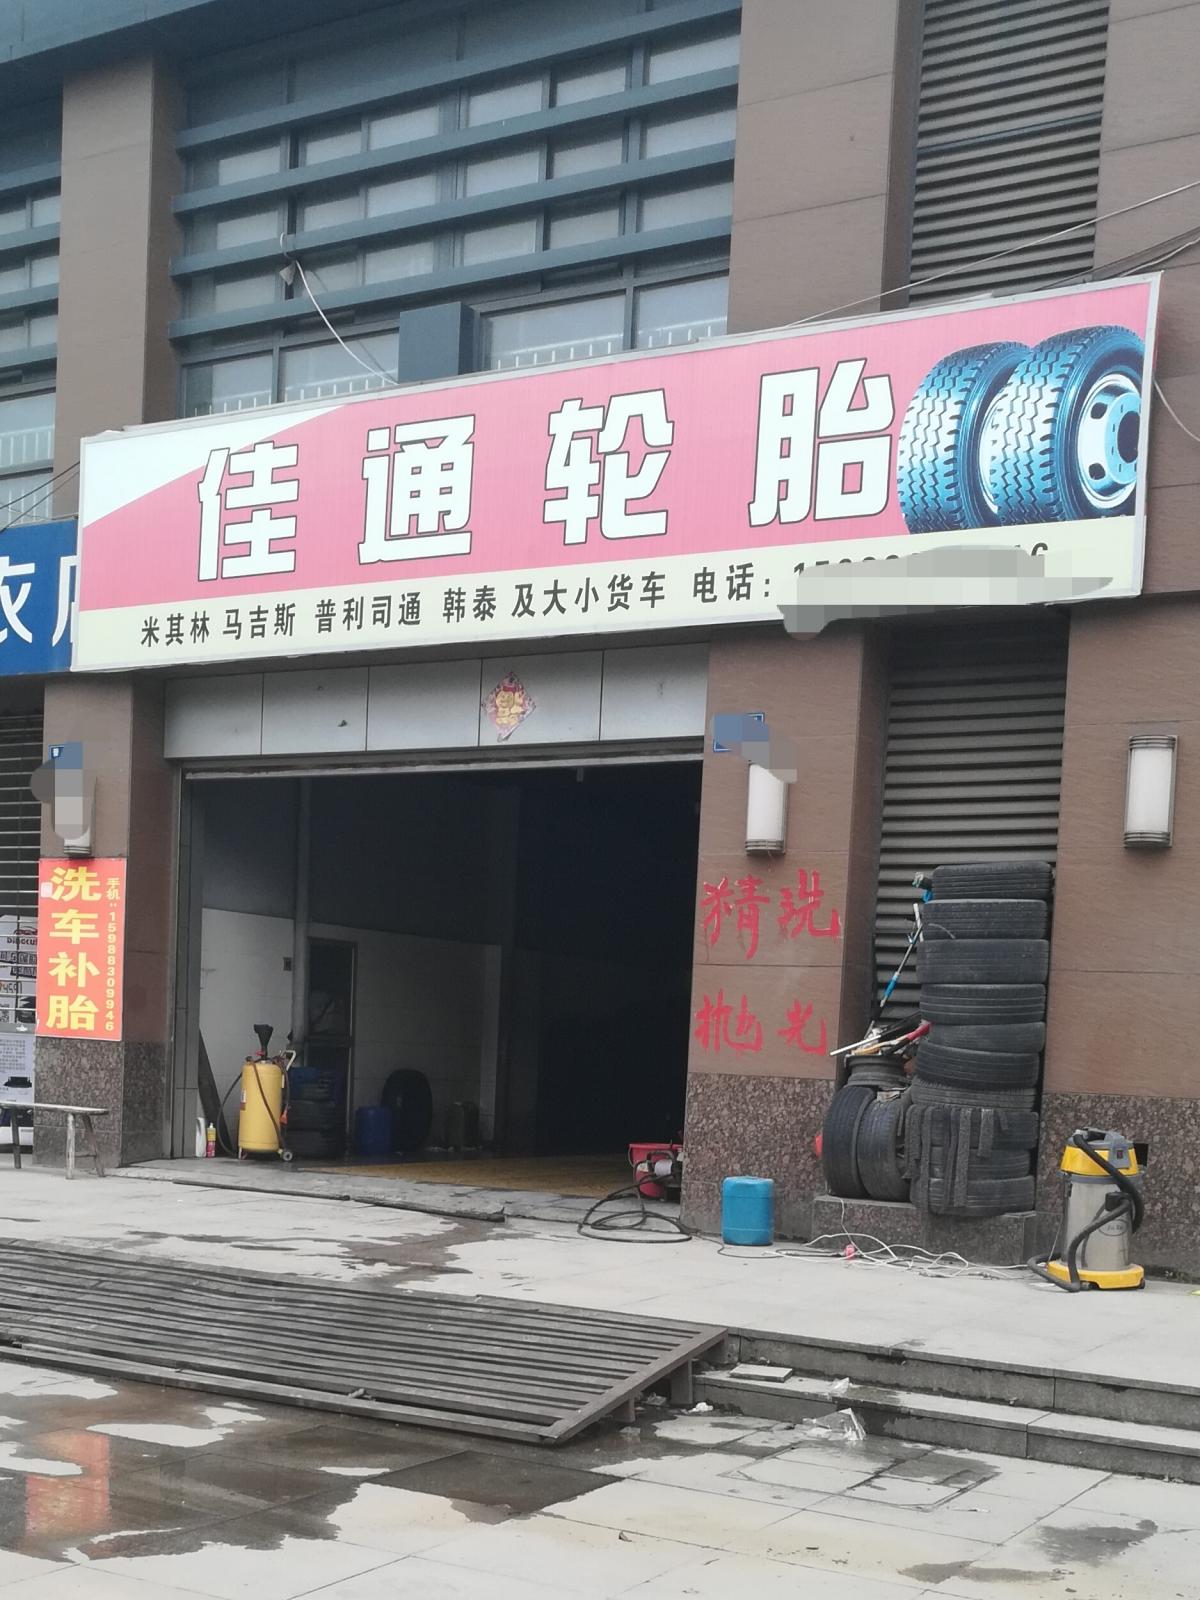 佳通轮胎
米其林 马吉斯 普利司通 韩泰 及大小货车 电话:
衣
洗车补胎
手机:15988309946
精洗
抛光